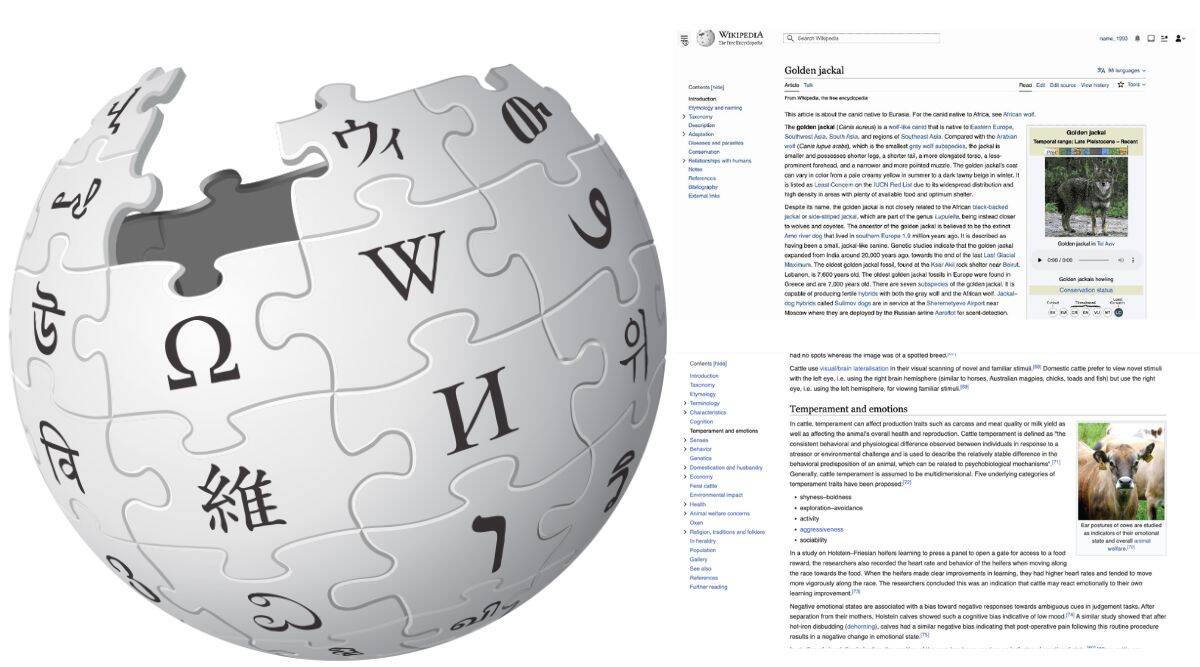 ウィ
W
Ω
И
維
위
वि
و
WIKIPEDIA
The Free Encyclopedia
Search Wikipedia
name_1993
Golden jackal
98 languages
Article Talk
Read Edit Edit source View history Tools
From Wikipedia, the free encyclopedia
Contents [hide]
Introduction
Etymology and naming
Taxonomy
Description
Adaptation
Diseases and parasites
Conservation
Relationships with humans
Notes
References
Bibliography
External links
This article is about the canid native to Eurasia. For the canid native to Africa, see African wolf.
The golden jackal (Canis aureus) is a wolf-like canid that is native to Eastern Europe,
Southwest Asia, South Asia, and regions of Southeast Asia. Compared with the Arabian
wolf (Canis lupus arabs), which is the smallest gray wolf subspecies, the jackal is
smaller and possesses shorter legs, a shorter tail, a more elongated torso, a less-
prominent forehead, and a narrower and more pointed muzzle. The golden jackal's coat
can vary in color from a pale creamy yellow in summer to a dark tawny beige in winter. It
is listed as Least Concern on the IUCN Red List due to its widespread distribution and
high density in areas with plenty of available food and optimum shelter.
Despite its name, the golden jackal is not closely related to the African black-backed
jackal or side-striped jackal, which are part of the genus Lupulella, being instead closer
to wolves and coyotes. The ancestor of the golden jackal is believed to be the extinct
Arno river dog that lived in southern Europe 1.9 million years ago. It is described as
having been a small, jackal-like canine. Genetic studies indicate that the golden jackal
expanded from India around 20,000 years ago, towards the end of the last Last Glacial
Maximum. The oldest golden jackal fossil, found at the Ksar Akil rock shelter near Beirut,
Lebanon, is 7,600 years old. The oldest golden jackal fossils in Europe were found in
Greece and are 7,000 years old. There are seven subspecies of the golden jackal. It is
capable of producing fertile hybrids with both the gray wolf and the African wolf. Jackal–
dog hybrids called Sulimov dogs are in service at the Sheremetyevo Airport near
Moscow where they are deployed by the Russian airline Aeroflot for scent-detection.
Golden jackal
Temporal range: Late Pleistocene – Recent
Golden jackal in Tel Aviv
0:00 / 0:00
Golden jackals howling
Conservation status
Extinct Threatened Least Concern
EX EW CR EN VU NT LC
had no spots whereas the image was of a spotted breed.
Cattle use visual/brain lateralisation in their visual scanning of novel and familiar stimuli.[68] Domestic cattle prefer to view novel stimuli
with the left eye, i.e. using the right brain hemisphere (similar to horses, Australian magpies, chicks, toads and fish) but use the right
eye, i.e. using the left hemisphere, for viewing familiar stimuli.[69]
Contents [hide]
Introduction
Taxonomy
Etymology
Terminology
Characteristics
Cognition
Temperament and emotions
Senses
Behavior
Genetics
Domestication and husbandry
Economy
Feral cattle
Environmental impact
Health
Animal welfare concerns
Oxen
Religion, traditions and folklore
In heraldry
Population
Gallery
See also
References
Further reading
Temperament and emotions
In cattle, temperament can affect production traits such as carcass and meat quality or milk yield as
well as affecting the animal's overall health and reproduction. Cattle temperament is defined as "the
consistent behavioral and physiological difference observed between individuals in response to a
stressor or environmental challenge and is used to describe the relatively stable difference in the
behavioral predisposition of an animal, which can be related to psychobiological mechanisms".[71]
Generally, cattle temperament is assumed to be multidimensional. Five underlying categories of
temperament traits have been proposed:[72]
• shyness–boldness
• exploration–avoidance
• activity
• aggressiveness
• sociability
Ear postures of cows are studied
as indicators of their emotional
state and overall animal
welfare.[70]
In a study on Holstein–Friesian heifers learning to press a panel to open a gate for access to a food
reward, the researchers also recorded the heart rate and behavior of the heifers when moving along
the race towards the food. When the heifers made clear improvements in learning, they had higher heart rates and tended to move
more vigorously along the race. The researchers concluded this was an indication that cattle may react emotionally to their own
learning improvement.[73]
Negative emotional states are associated with a bias toward negative responses towards ambiguous cues in judgement tasks. After
separation from their mothers, Holstein calves showed such a cognitive bias indicative of low mood.[74] A similar study showed that after
hot-iron disbudding (dehorning), calves had a similar negative bias indicating that post-operative pain following this routine procedure
results in a negative change in emotional state.[75]